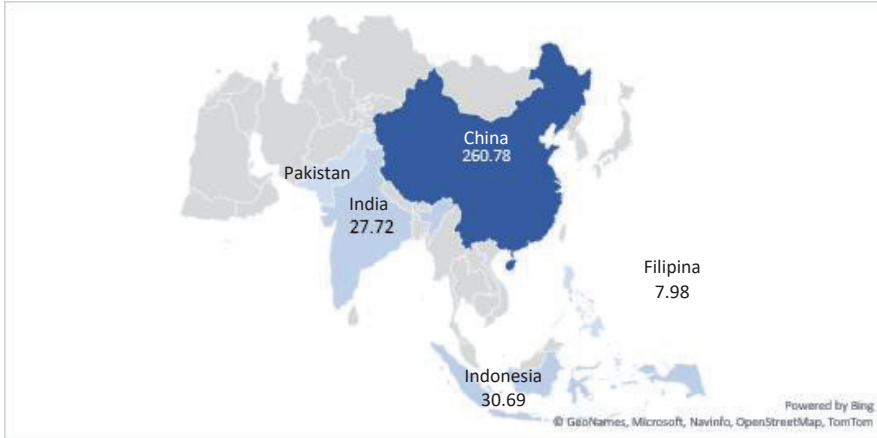 China
260.78
Pakistan
India
27.72
Filipina
7.98
Indonesia
30.69
Powered by Bing
© GeoNames, Microsoft, Navinfo, OpenStreetMap, TomTom